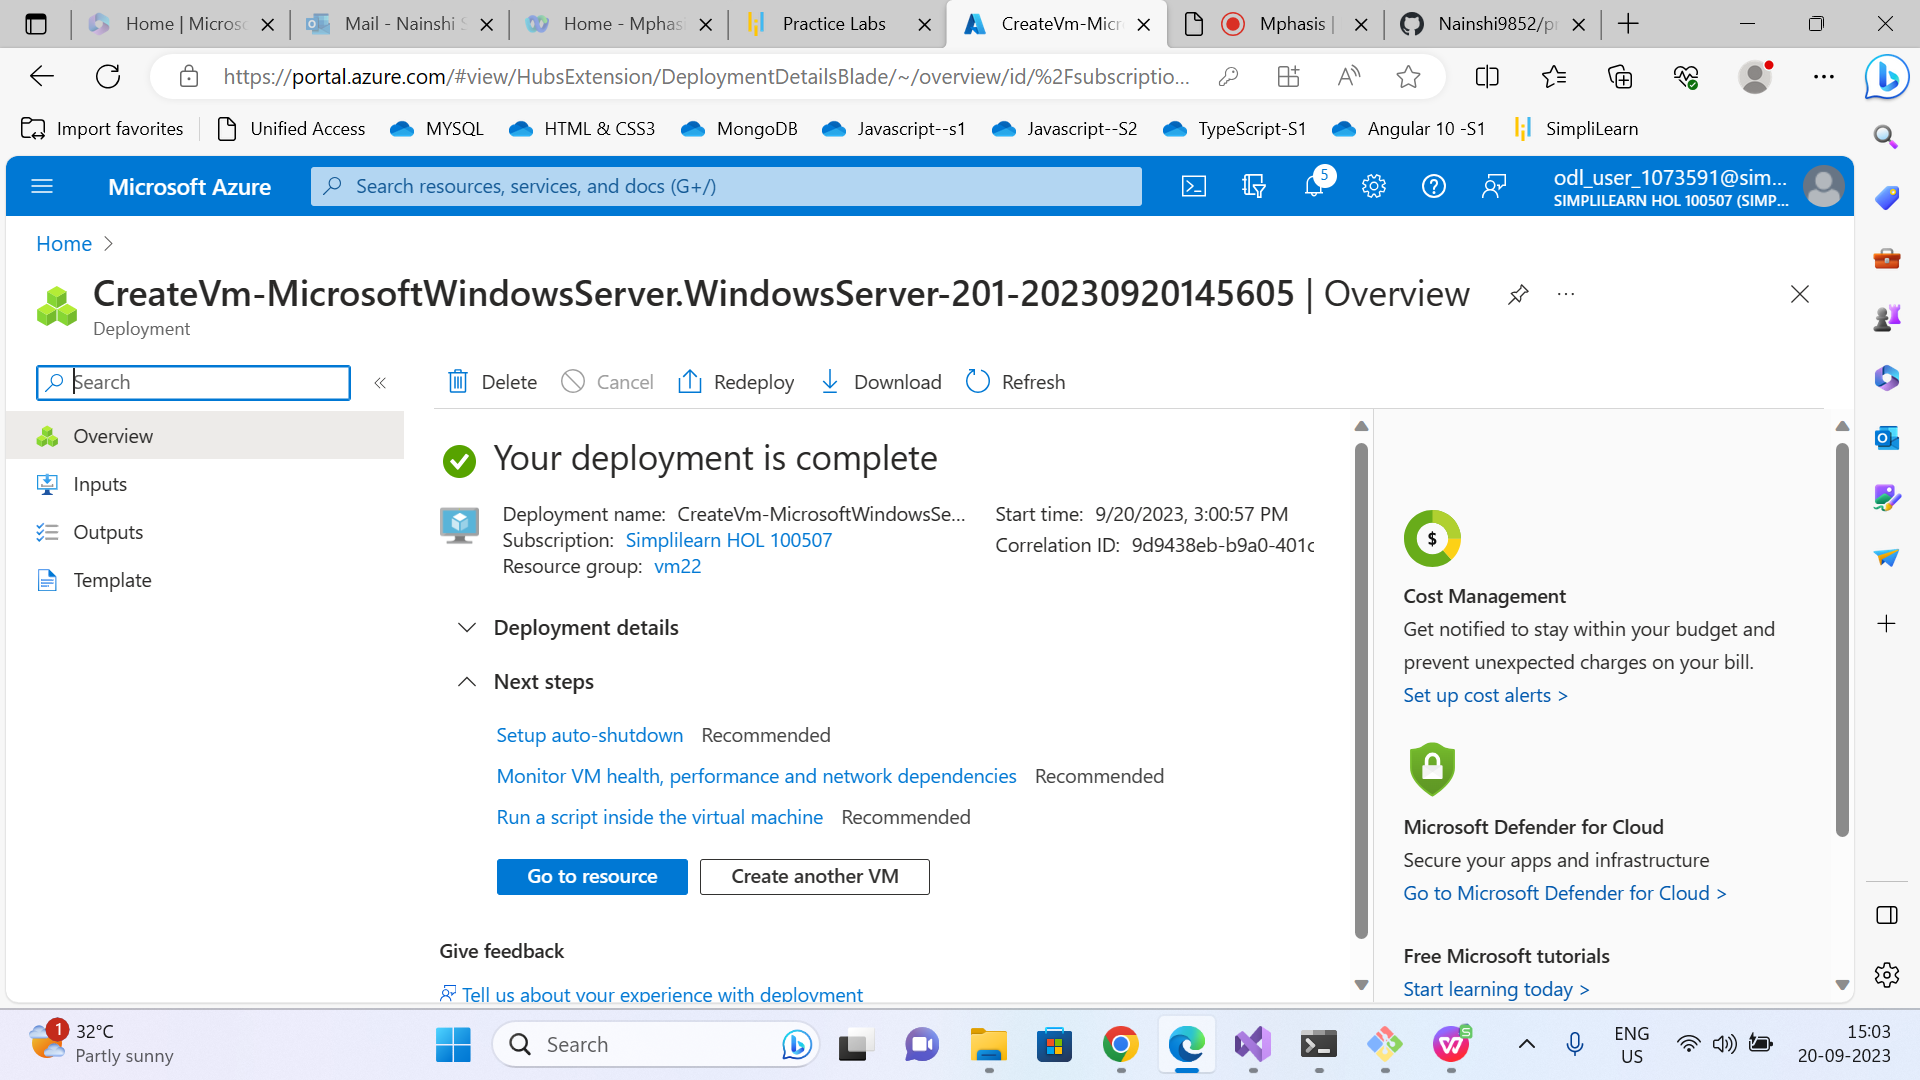 Home | Microso
Mail - Nainshi S
Home - Mphasi
Practice Labs
CreateVm-Micr
Mphasis |
Nainshi9852/pr
https://portal.azure.com/#view/HubsExtension/DeploymentDetailsBlade/~/overview/id/%2Fsubscriptio...
Import favorites
Unified Access
MYSQL
HTML & CSS3
MongoDB
Javascript--s1
Javascript--S2
TypeScript-S1
Angular 10 -S1
SimpliLearn
Microsoft Azure
Search resources, services, and docs (G+/)
5
odl_user_1073591@sim...
SIMPLILEARN HOL 100507 (SIMP...
Home
CreateVm-MicrosoftWindowsServer.WindowsServer-201-20230920145605 | Overview
Deployment
Search
Delete
Cancel
Redeploy
Download
Refresh
Overview
Inputs
Outputs
Template
Your deployment is complete
Deployment name: CreateVm-MicrosoftWindowsSe...
Subscription: Simplilearn HOL 100507
Resource group: vm22
Start time: 9/20/2023, 3:00:57 PM
Correlation ID: 9d9438eb-b9a0-401c
Deployment details
Next steps
Setup auto-shutdown Recommended
Monitor VM health, performance and network dependencies Recommended
Run a script inside the virtual machine Recommended
Go to resource
Create another VM
Give feedback
Tell us about your experience with deployment
$
Cost Management
Get notified to stay within your budget and
prevent unexpected charges on your bill.
Set up cost alerts >
Microsoft Defender for Cloud
Secure your apps and infrastructure
Go to Microsoft Defender for Cloud >
Free Microsoft tutorials
Start learning today >
1
32°C
Partly sunny
Search
ENG
US
15:03
20-09-2023